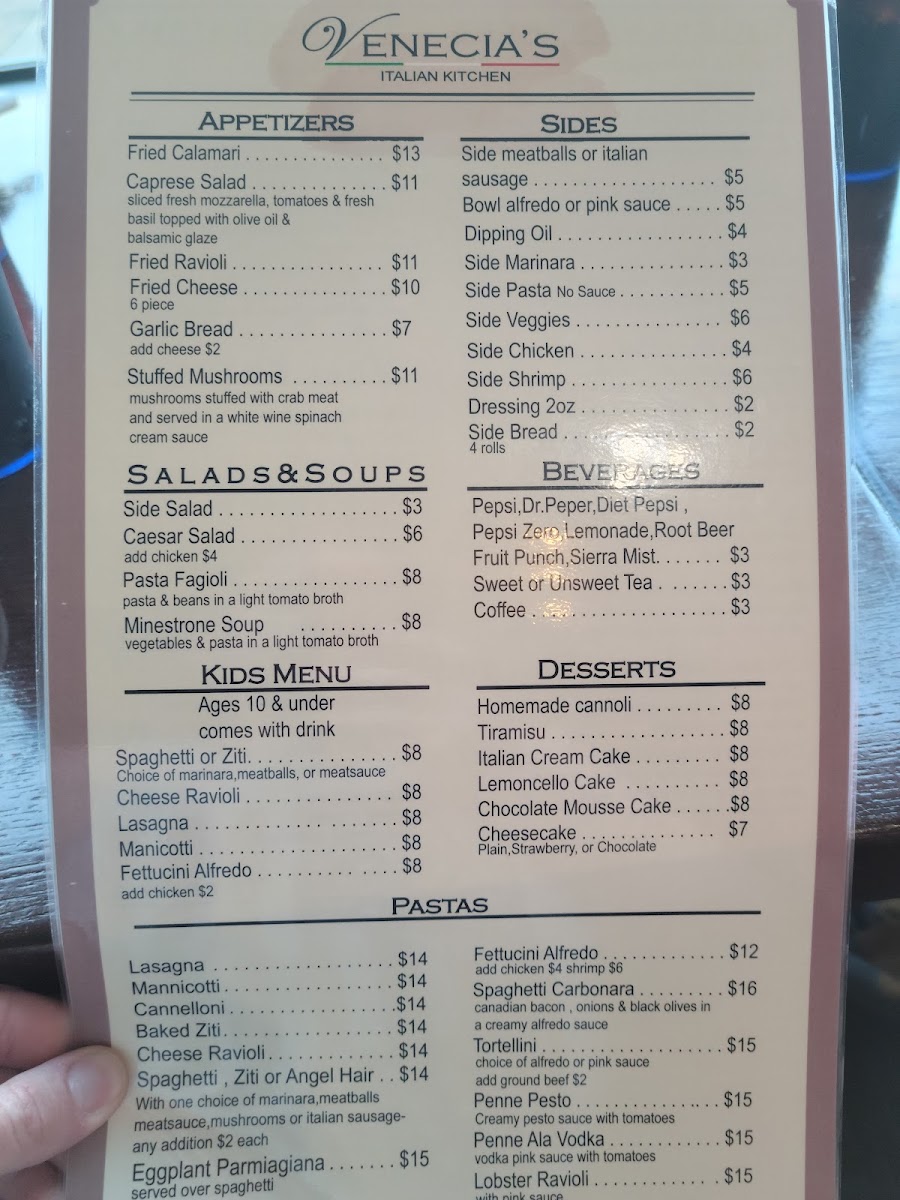 VENECIA'S
ITALIAN KITCHEN
APPETIZERS
Fried Calamari . . . . . . . . . . . . . . . $13
Caprese Salad . . . . . . . . . . . . . . $11
sliced fresh mozzarella, tomatoes & fresh
basil topped with olive oil &
balsamic glaze
Fried Ravioli . . . . . . . . . . . . . . . . $11
Fried Cheese . . . . . . . . . . . . . . . $10
6 piece
Garlic Bread . . . . . . . . . . . . . . . . $7
add cheese $2
Stuffed Mushrooms . . . . . . . . . . $11
mushrooms stuffed with crab meat
and served in a white wine spinach
cream sauce
SALADS&SOUPS
Side Salad . . . . . . . . . . . . . . . . . . . $3
Caesar Salad . . . . . . . . . . . . . . . . . $6
add chicken $4
Pasta Fagioli . . . . . . . . . . . . . . . . . . $8
pasta & beans in a light tomato broth
Minestrone Soup . . . . . . . . . . $8
vegetables & pasta in a light tomato broth
KIDS MENU
Ages 10 & under
comes with drink
Spaghetti or Ziti. . . . . . . . . . . . . . . . $8
Choice of marinara,meatballs, or meatsauce
Cheese Ravioli . . . . . . . . . . . . . . . . $8
Lasagna . . . . . . . . . . . . . . . . . . . . . $8
Manicotti . . . . . . . . . . . . . . . . . . . . . $8
Fettucini Alfredo . . . . . . . . . . . . . . . $8
add chicken $2
SIDES
Side meatballs or italian
sausage . . . . . . . . . . . . . . . . . . . $5
Bowl alfredo or pink sauce . . . . . $5
Dipping Oil . . . . . . . . . . . . . . . . . $4
Side Marinara . . . . . . . . . . . . . . . $3
Side Pasta No Sauce . . . . . . . . . . . $5
Side Veggies . . . . . . . . . . . . . . . $6
Side Chicken . . . . . . . . . . . . . . . $4
Side Shrimp . . . . . . . . . . . . . . . . $6
Dressing 2oz . . . . . . . . . . . . . . . $2
Side Bread . . . . . . . . . . . . . . . . . $2
4 rolls
BEVERAGES
Pepsi,Dr.Peper,Diet Pepsi ,
Pepsi Zero,Lemonade,Root Beer
Fruit Punch,Sierra Mist. . . . . . . . $3
Sweet or Unsweet Tea . . . . . . . $3
Coffee . . . . . . . . . . . . . . . . . . . . $3
DESSERTS
Homemade cannoli . . . . . . . . . $8
Tiramisu . . . . . . . . . . . . . . . . . . $8
Italian Cream Cake . . . . . . . . . $8
Lemoncello Cake . . . . . . . . . . $8
Chocolate Mousse Cake . . . . . .$8
Cheesecake . . . . . . . . . . . . . . $7
Plain,Strawberry, or Chocolate
PASTAS
Lasagna . . . . . . . . . . . . . . . . . . . $14
Mannicotti . . . . . . . . . . . . . . . . . . $14
Cannelloni . . . . . . . . . . . . . . . . . .$14
Baked Ziti. . . . . . . . . . . . . . . . . . $14
Cheese Ravioli. . . . . . . . . . . . . . $14
Spaghetti , Ziti or Angel Hair . . $14
With one choice of marinara,meatballs
meatsauce,mushrooms or italian sausage-
any addition $2 each
Eggplant Parmiagiana . . . . . . . $15
served over spaghetti
Fettucini Alfredo . . . . . . . . . . . . . $12
add chicken $4 shrimp $6
Spaghetti Carbonara . . . . . . . . . $16
canadian bacon , onions & black olives in
a creamy alfredo sauce
Tortellini . . . . . . . . . . . . . . . . . . . $15
choice of alfredo or pink sauce
add ground beef $2
Penne Pesto . . . . . . . . . . . . . . . . $15
Creamy pesto sauce with tomatoes
Penne Ala Vodka . . . . . . . . . . . . $15
vodka pink sauce with tomatoes
Lobster Ravioli . . . . . . . . . . . . . . $15
with pink sauce